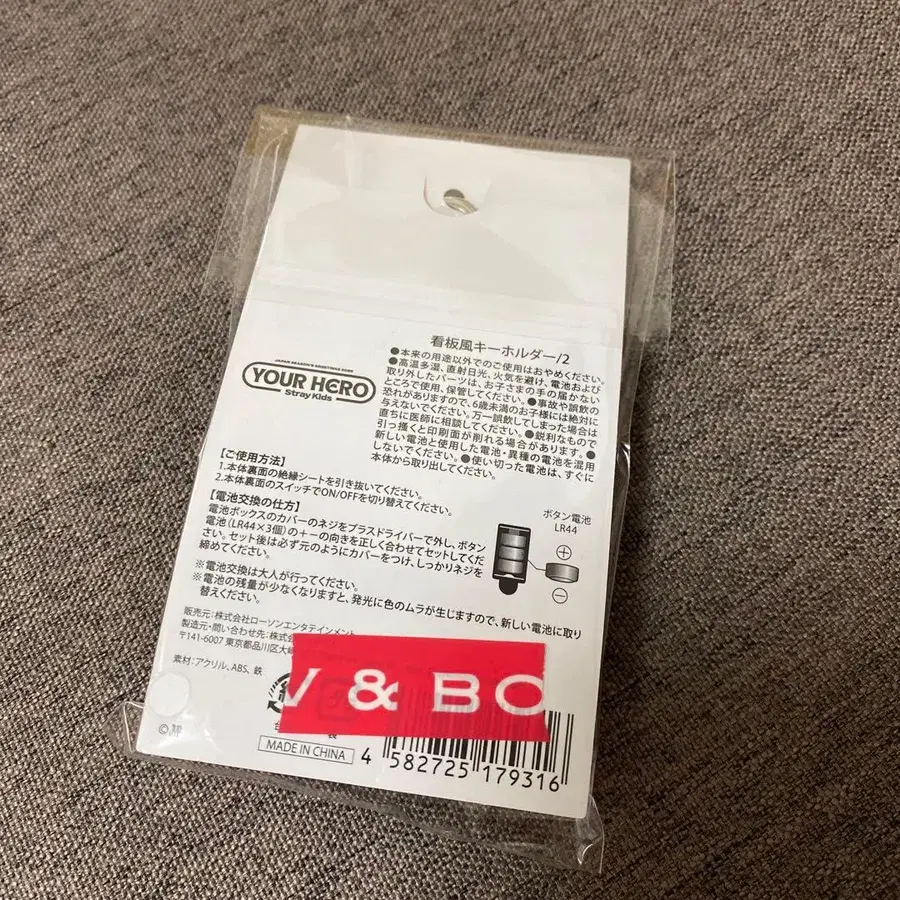 看板風キーホルダー/2
JAPAN SEASON'S GREETINGS 2025
YOUR HERO
Stray Kids
●本来の用途以外でのご使用はおやめください。
●高温多湿、直射日光、火気を避け、電池および
取り外したパーツは、お子さまの手の届かない
ところで使用、保管してください。●事故や誤飲の
恐れがありますので、6歳未満のお子様には絶対に
与えないでください。万一誤飲してしまった場合は
直ちに医師に相談してください。●鋭利なもので
引っ掻くと印刷面が削れる場合があります。●
新しい電池と使用した電池・異種の電池を混用
しないでください。●使い切った電池は、すぐに
本体から取り出してください。
【ご使用方法】
1.本体裏面の絶縁シートを引き抜いてください。
2.本体裏面のスイッチでON/OFFを切り替えてください。
【電池交換の仕方】
電池ボックスのカバーのネジをプラスドライバーで外し、ボタン
電池(LR44×3個)の+-の向きを正しく合わせてセットしてくだ
さい。セット後は必ず元のようにカバーをつけ、しっかりネジを
締めてください。
ボタン電池
LR44
+
-
※電池交換は大人が行ってください。
※電池の残量が少なくなりますと、発光に色のムラが生じますので、新しい電池に取り
替えてください。
販売元:株式会社ローソンエンタテインメント
製造元・問い合わせ先:株式会
〒141-6007 東京都品川区大崎
素材:アクリル、ABS、鉄
V & BO
製
MADE IN CHINA
4 582725 179316